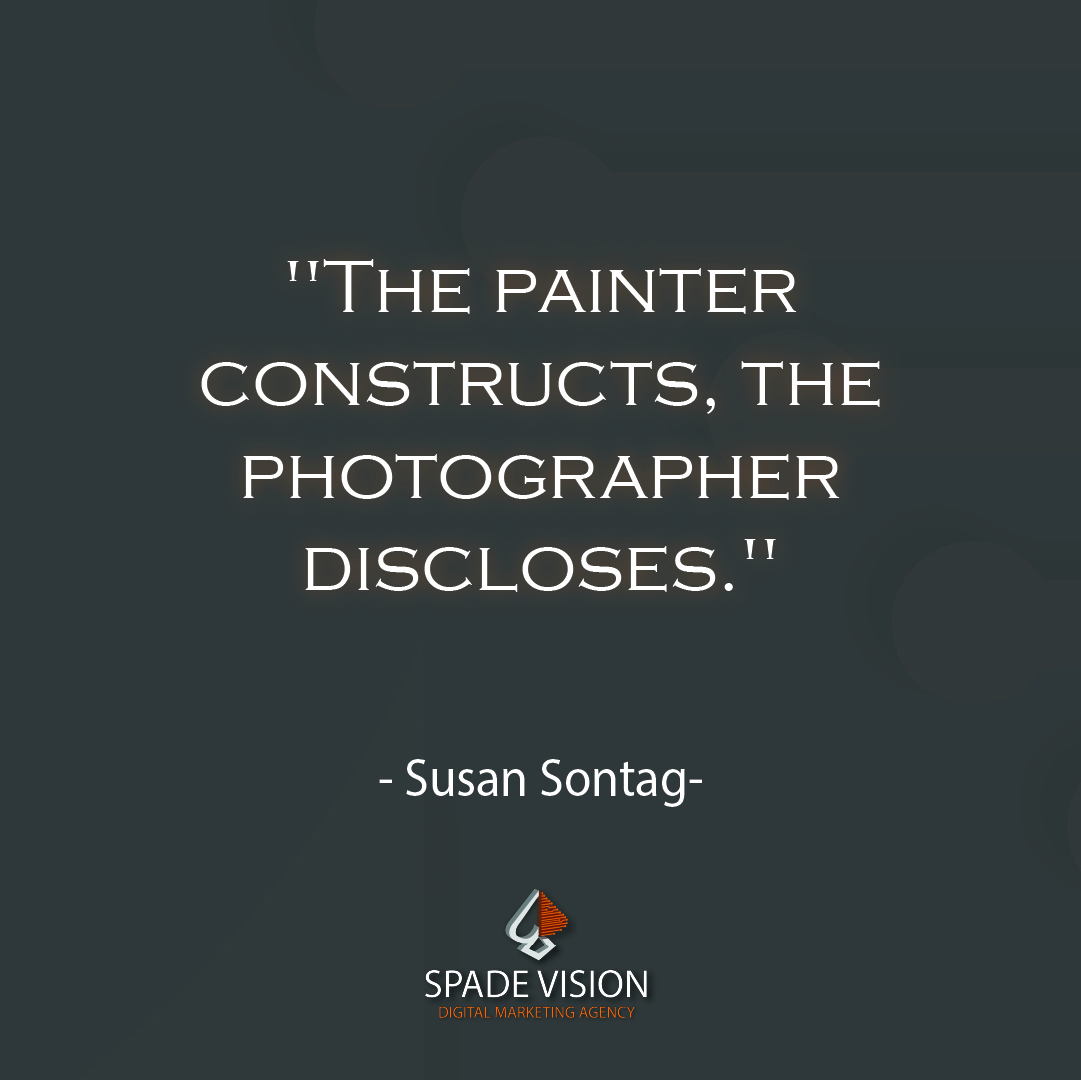 "The painter
constructs, the
photographer
discloses."
- Susan Sontag-
SPADE VISION
DIGITAL MARKETING AGENCY